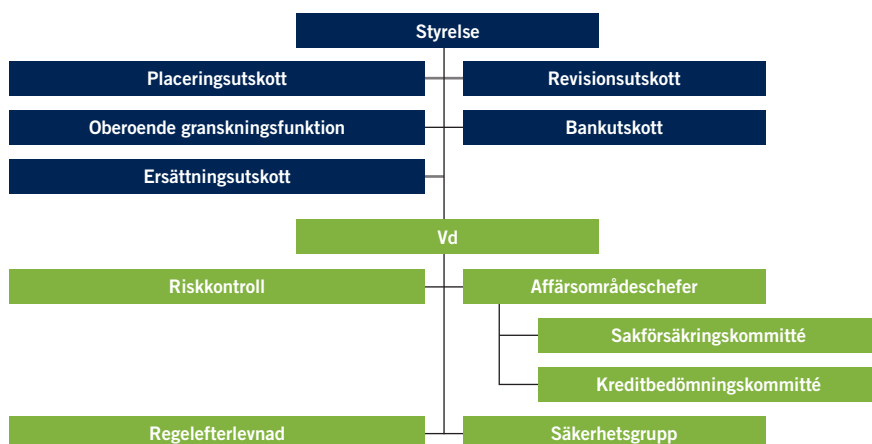 Styrelse
Placeringsutskott
Revisionsutskott
Oberoende granskningsfunktion
Bankutskott
Ersättningsutskott
Vd
Riskkontroll
Affärsområdeschefer
Sakförsäkringskommitté
Kreditbedömningskommitté
Regelefterlevnad
Säkerhetsgrupp